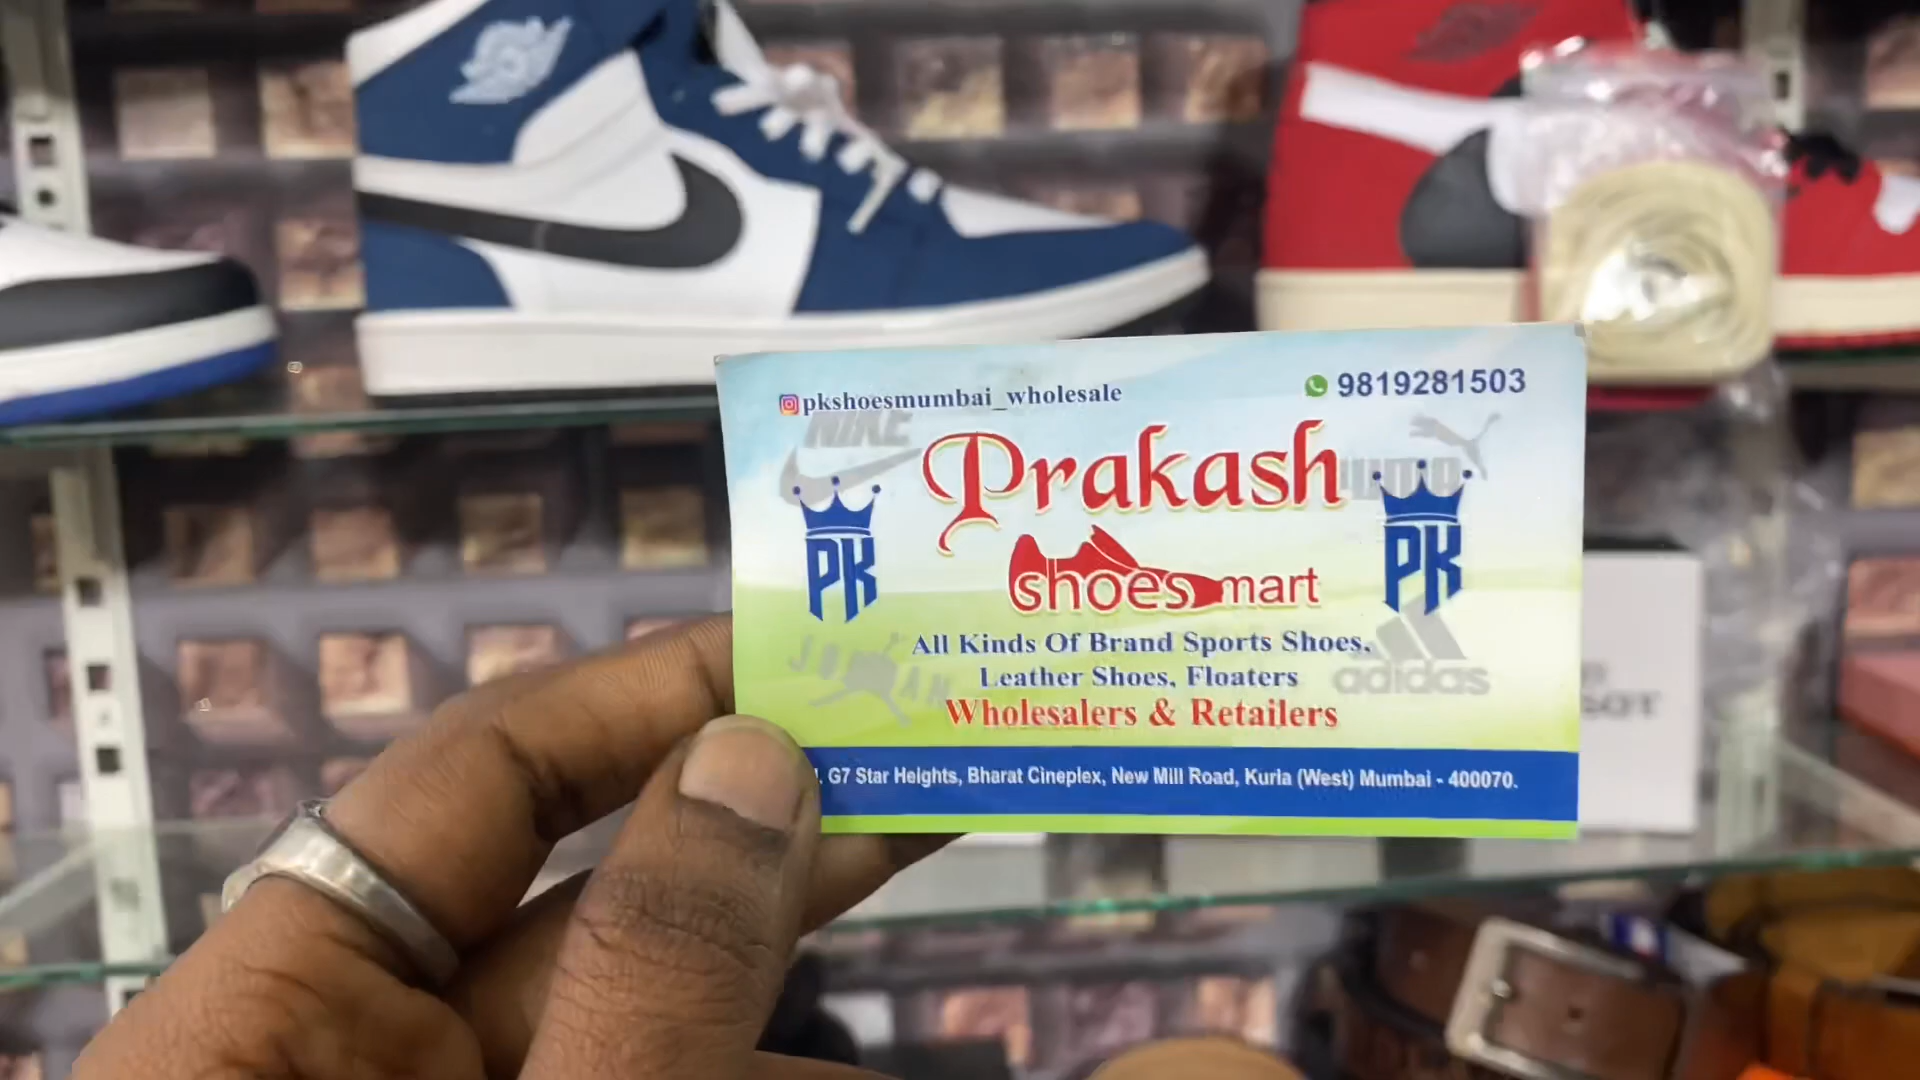 pkshoesmumbai_wholesale
9819281503
NIKE
Prakash
PUMA
PK
PK
shoes mart
All Kinds Of Brand Sports Shoes,
JORDAN
Leather Shoes, Floaters
adidas
Wholesalers & Retailers
G7 Star Heights, Bharat Cineplex, New Mill Road, Kurla (West) Mumbai - 400070.